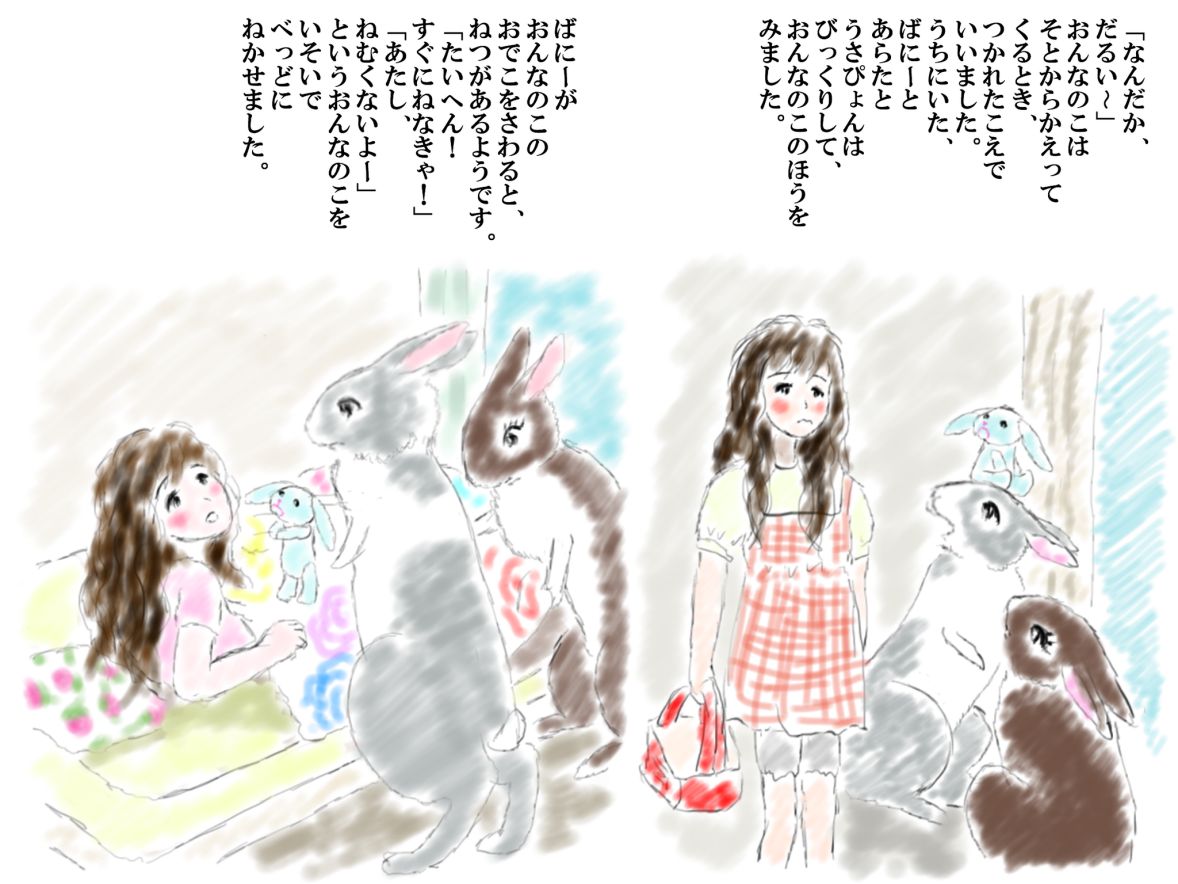 「なんだか、
だるい～」
おんなのこは
そとからかえって
くるとき、
つかれたこえで
いいました。
うちにいた、
ばに～と
あらたと
うさぴょんは
びっくりして、
おんなのこのほうを
みました。
ばに～が
おんなのこの
おでこをさわると、
ねつがあるようです。
「たいへん！
すぐにねなきゃ！」
「あたし、
ねむくないよ～」
というおんなのこを
いそいで
べっどに
ねかせました。